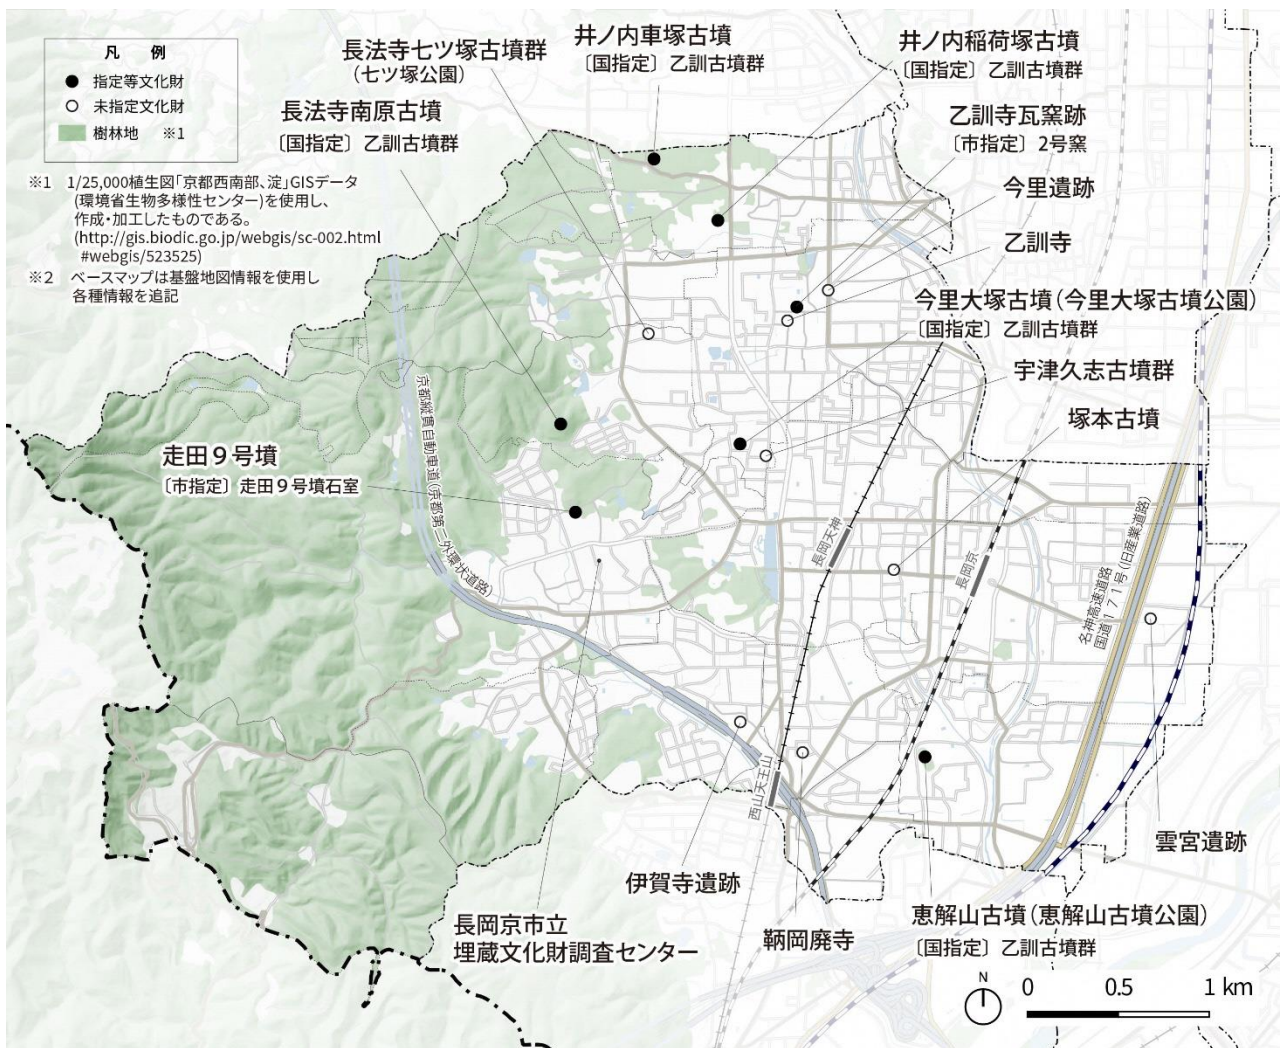 凡 例
指定等文化財
未指定文化財
樹林地 ※1
※1 1/25,000植生図「京都西南部、淀」GISデータ
(環境省生物多様性センター)を使用し、
作成・加工したものである。
(http://gis.biodic.go.jp/webgis/sc-002.html
#webgis/523525)
※2 ベースマップは基盤地図情報を使用し
各種情報を追記
長法寺七ツ塚古墳群
(七ツ塚公園)
長法寺南原古墳
〔国指定〕乙訓古墳群
井ノ内車塚古墳
〔国指定〕乙訓古墳群
井ノ内稲荷塚古墳
〔国指定〕乙訓古墳群
乙訓寺瓦窯跡
〔市指定〕2号窯
今里遺跡
乙訓寺
今里大塚古墳(今里大塚古墳公園)
〔国指定〕乙訓古墳群
宇津久志古墳群
塚本古墳
走田9号墳
〔市指定〕走田9号墳石室
京都縦貫自動車道(京都第二外環状道路)
長岡天神
長岡京
名神高速道路
国道171号(旧産業道路)
西山天王山
雲宮遺跡
伊賀寺遺跡
長岡京市立
埋蔵文化財調査センター
鞆岡廃寺
恵解山古墳(恵解山古墳公園)
〔国指定〕乙訓古墳群
N
0 0.5 1 km